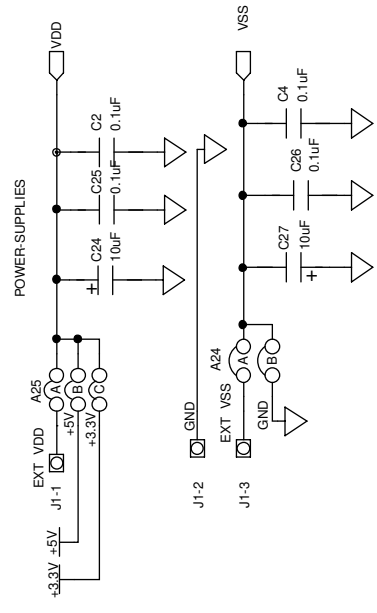 POWER-SUPPLIES
VDD
C2
0.1uF
C25
0.1uF
C24
10uF
+
A25
A
+5V
B
+3.3V
C
EXT VDD
J1-1
+5V
+3.3V
GND
J1-2
VSS
C4
0.1uF
C26
0.1uF
C27
10uF
+
A24
A
EXT VSS
B
GND
J1-3